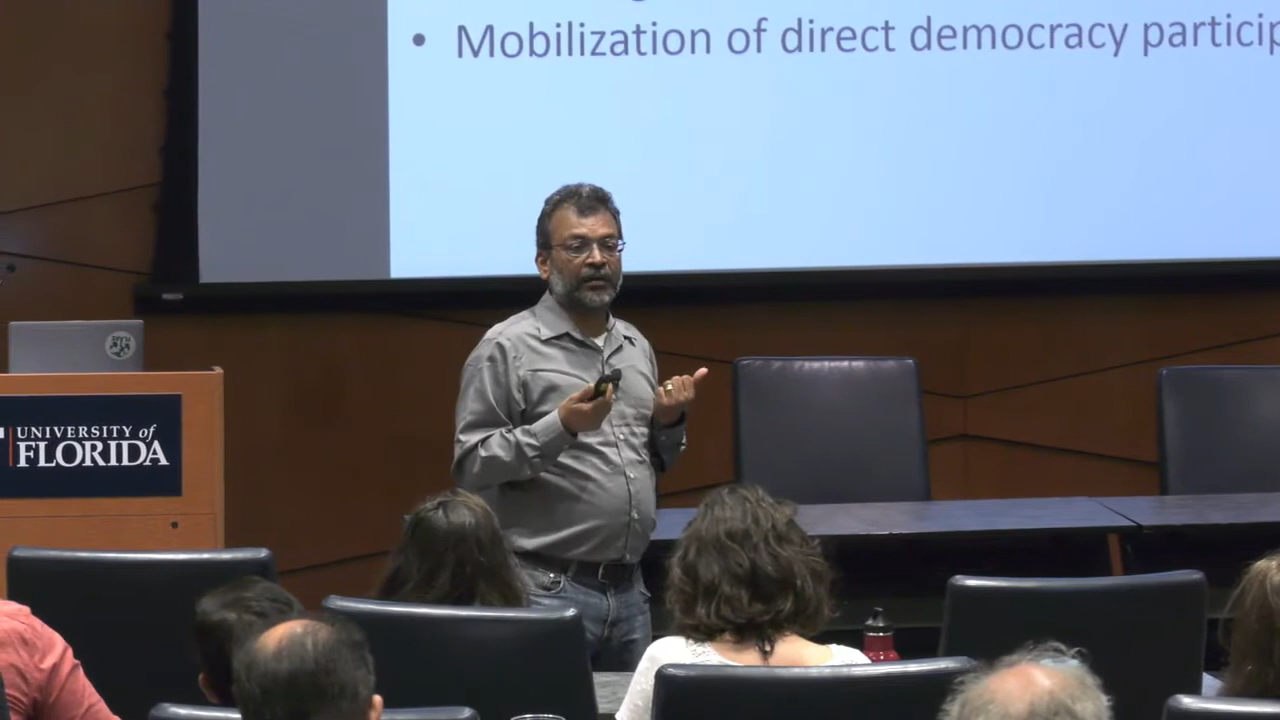 • Mobilization of direct democracy particip
UNIVERSITY of
FLORIDA